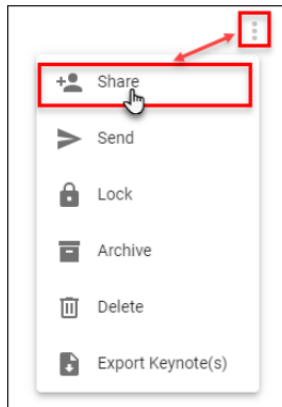 Share
Send
Lock
Archive
Delete
Export Keynote(s)